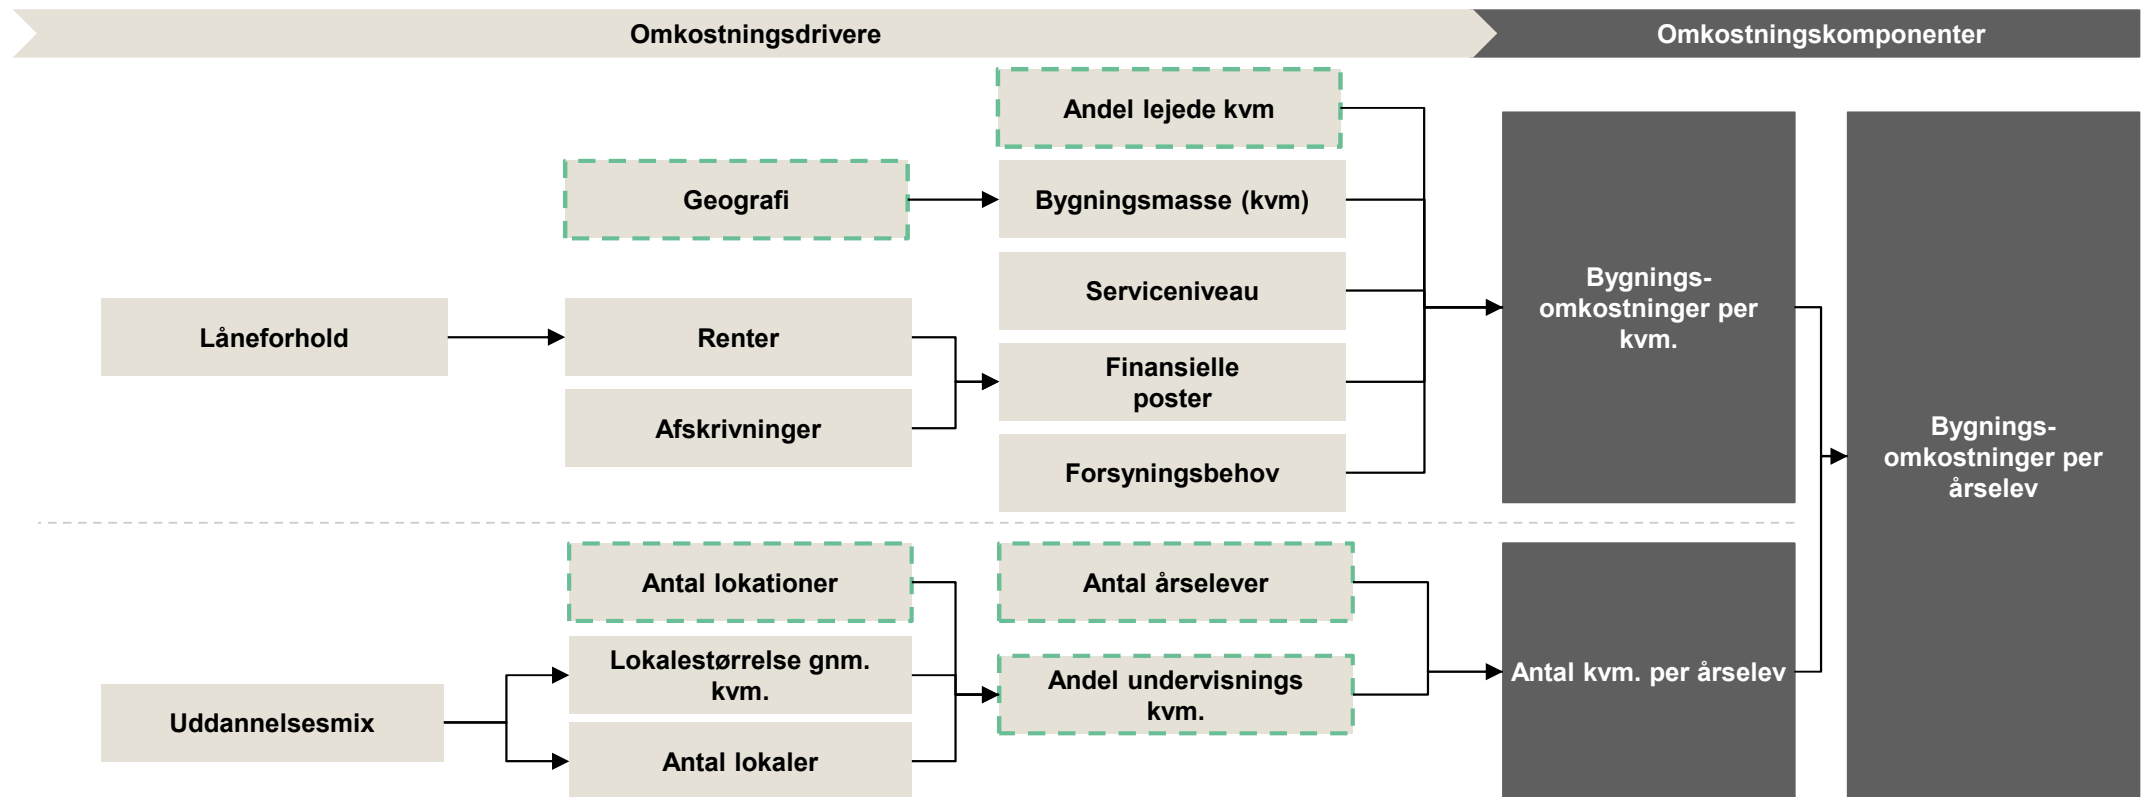 Omkostningsdrivere
Omkostningskomponenter
Andel lejede kvm
Geografi
Bygningsmasse (kvm)
Serviceniveau
Låneforhold
Renter
Finansielle
poster
Afskrivninger
Forsyningsbehov
Bygnings-
omkostninger per
kvm.
Bygnings-
omkostninger per
årselev
Antal lokationer
Antal årselever
Lokalestørrelse gnm.
kvm.
Andel undervisnings
kvm.
Antal kvm. per årselev
Uddannelsesmix
Antal lokaler